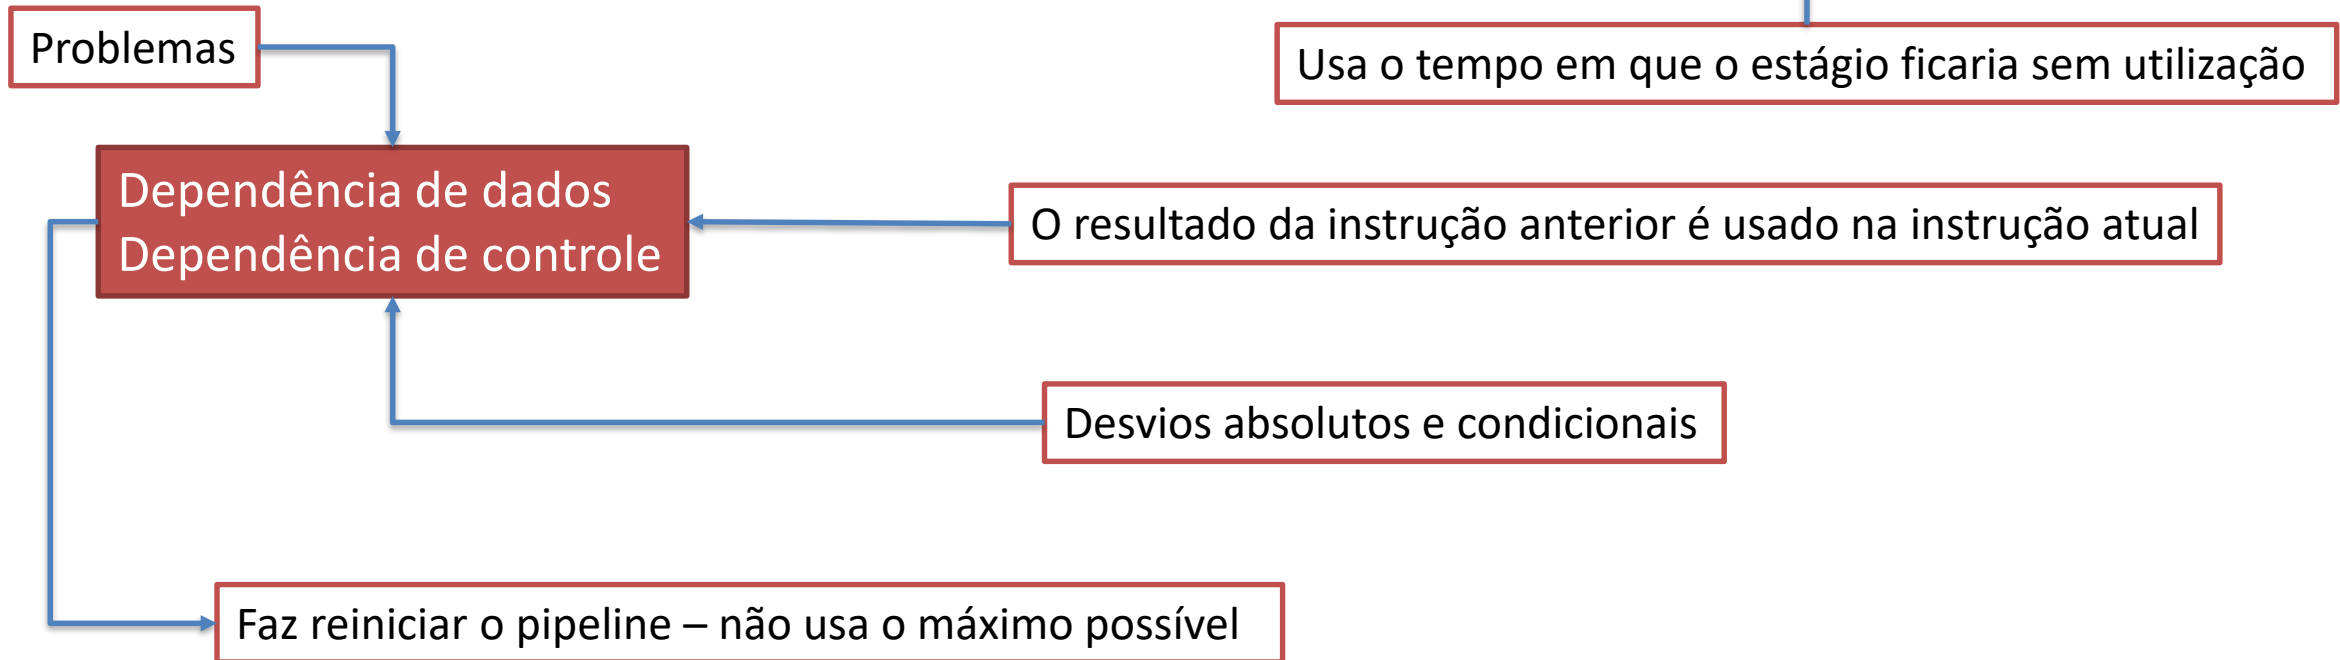 Problemas
Usa o tempo em que o estágio ficaria sem utilização
Dependência de dados
Dependência de controle
O resultado da instrução anterior é usado na instrução atual
Desvios absolutos e condicionais
Faz reiniciar o pipeline – não usa o máximo possível